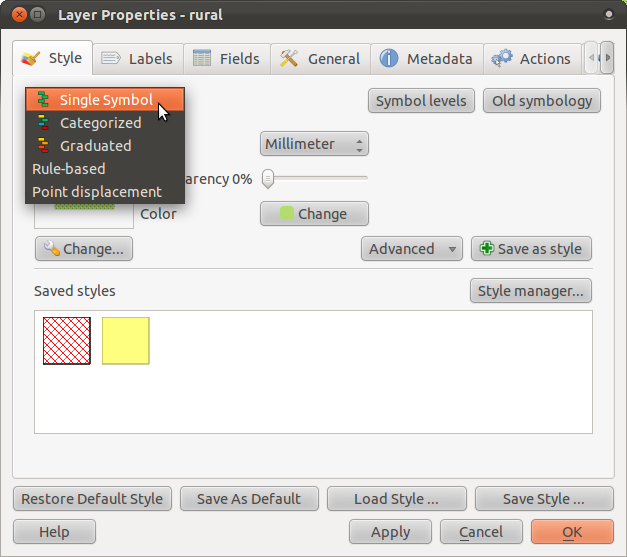 Layer Properties - rural
Style Labels Fields General Metadata Actions
Single Symbol
Symbol levels Old symbology
Categorized
Graduated
Millimeter
Rule-based
arency 0%
Point displacement
Color Change
Change... Advanced Save as style
Saved styles Style manager...
Restore Default Style Save As Default Load Style ... Save Style ...
Help Apply Cancel OK